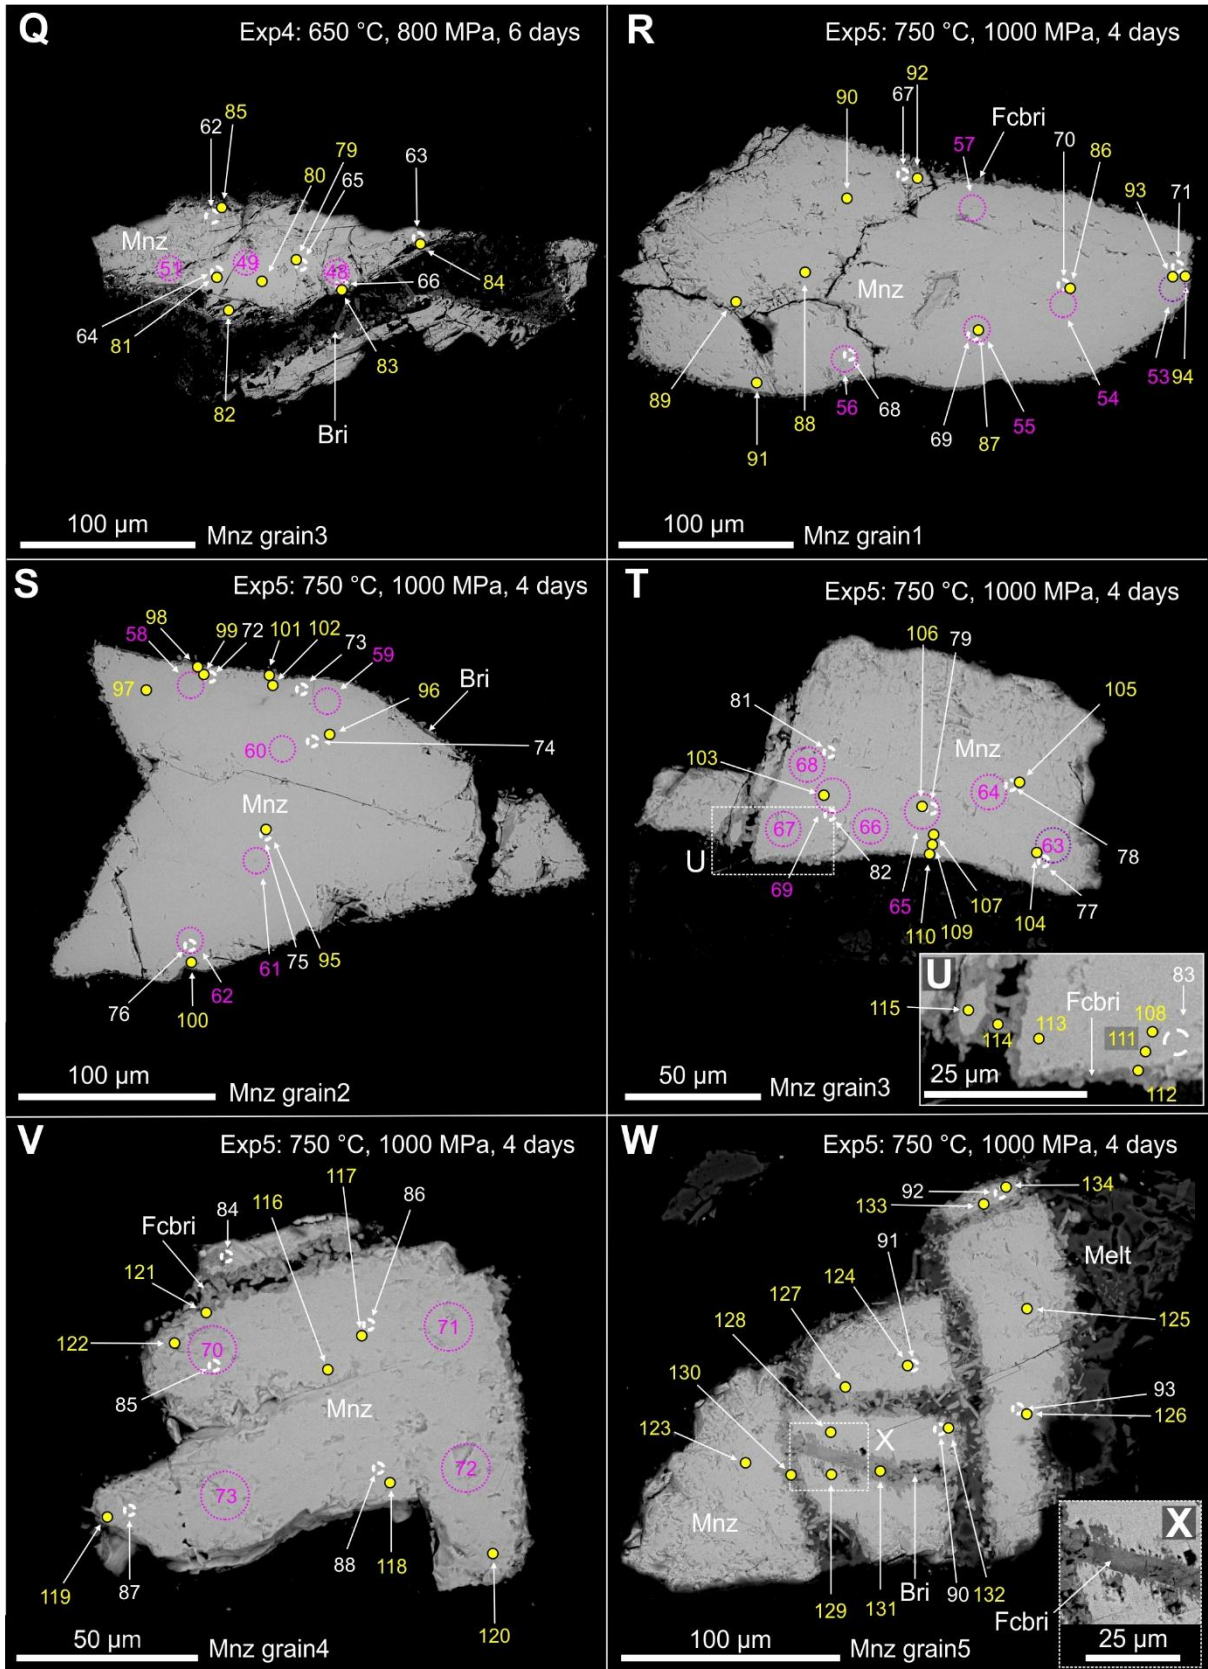 Q
Exp4: 650 °C, 800 MPa, 6 days
62
85
79
80
65
63
Mnz
51
49
48
64
81
82
66
83
84
Bri
100 µm
Mnz grain3
R
Exp5: 750 °C, 1000 MPa, 4 days
90
67
92
Fcbri
57
70
86
93
71
Mnz
89
88
91
56
68
69
87
55
54
53
94
100 µm
Mnz grain1
S
Exp5: 750 °C, 1000 MPa, 4 days
98
58
99
72
101
102
73
59
97
96
Bri
60
74
Mnz
76
62
100
61
75
95
100 µm
Mnz grain2
T
Exp5: 750 °C, 1000 MPa, 4 days
106
79
105
81
Mnz
103
68
64
67
66
63
78
U
82
69
65
107
104
77
110
109
50 µm
Mnz grain3
U
83
Fcbri
115
108
113
114
111
112
25 µm
V
Exp5: 750 °C, 1000 MPa, 4 days
117
116
86
84
Fcbri
121
71
122
70
85
Mnz
72
73
88
118
119
87
120
50 µm
Mnz grain4
W
Exp5: 750 °C, 1000 MPa, 4 days
92
134
133
Melt
91
124
127
128
125
130
93
126
123
X
Mnz
Bri
129
131
90
132
100 µm
Mnz grain5
X
Fcbri
25 µm